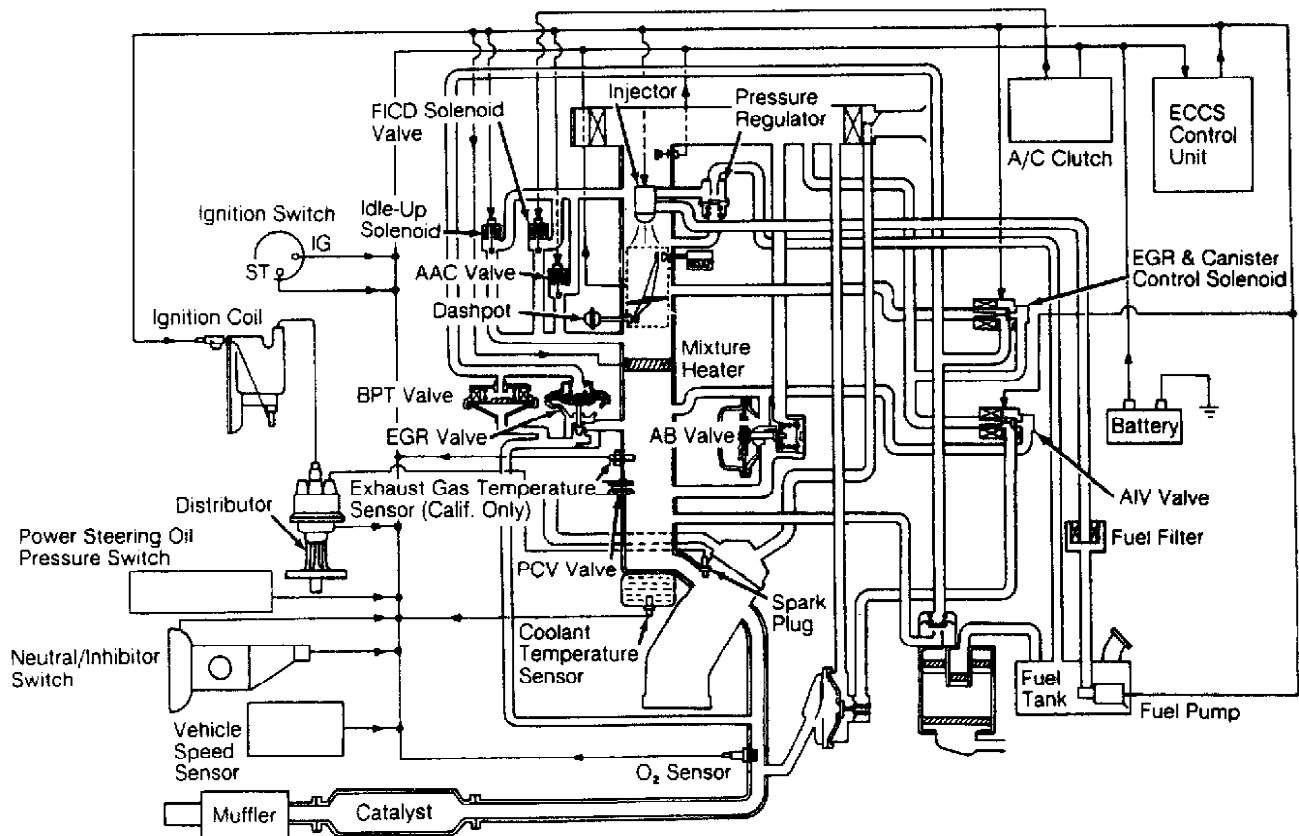 Injector
Pressure
Regulator
FICD Solenoid
Valve
ECCS
Control
Unit
A/C Clutch
Ignition Switch
IG
ST
Idle-Up
Solenoid
AAC Valve
Dashpot
EGR & Canister
Control Solenoid
Ignition Coil
Mixture
Heater
BPT Valve
EGR Valve
AB Valve
Battery
Exhaust Gas Temperature
Sensor (Calif. Only)
AIV Valve
Distributor
Fuel Filter
Power Steering Oil
Pressure Switch
PCV Valve
Spark
Plug
Coolant
Temperature
Sensor
Neutral/Inhibitor
Switch
Fuel
Tank
Fuel Pump
Vehicle
Speed
Sensor
O₂ Sensor
Muffler
Catalyst